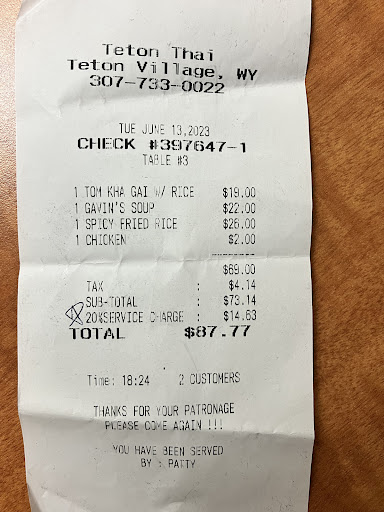 Teton Thai
Teton Village, WY
307-733-0022
TUE JUNE 13,2023
CHECK #397647-1
TABLE #3
1 TOM KHA GAI W/ RICE $19.00
1 GAVIN'S SOUP $22.00
1 SPICY FRIED RICE $26.00
1 CHICKEN $2.00
--------
$69.00
TAX : $4.14
SUB-TOTAL : $73.14
20%SERVICE CHARGE : $14.63
TOTAL $87.77
Time: 18:24 2 CUSTOMERS
THANKS FOR YOUR PATRONAGE
PLEASE COME AGAIN !!!
YOU HAVE BEEN SERVED
BY : PATTY